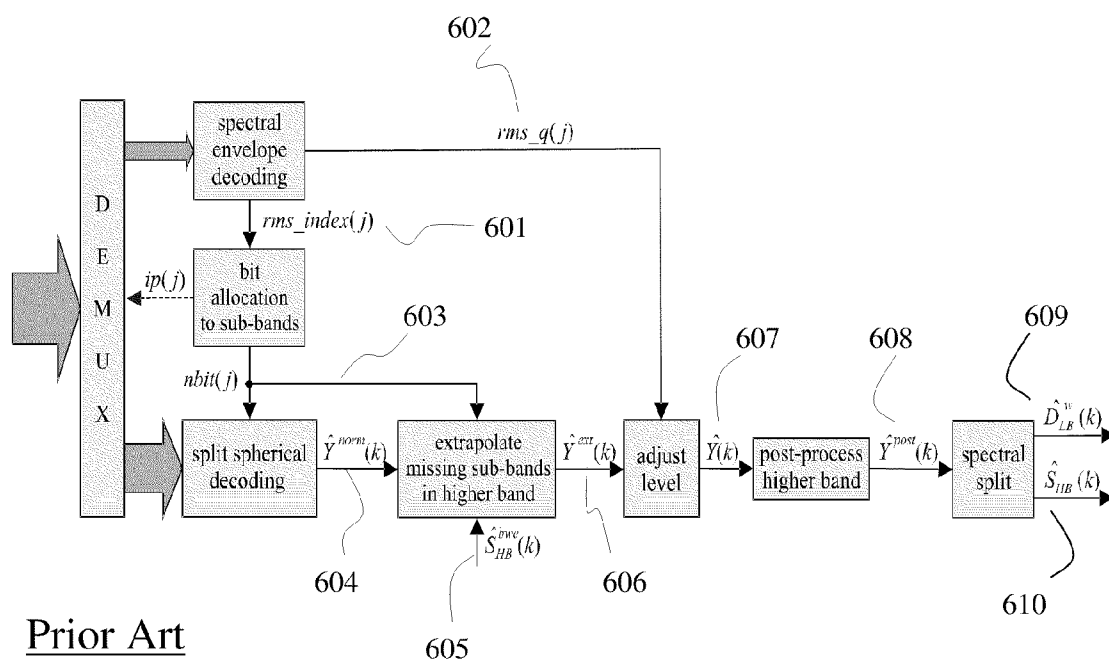 602
spectral
envelope
decoding
rms_q(j)
D
E
M
U
X
rms_index(j)
601
ip(j)
bit
allocation
to sub-bands
603
nbit(j)
607
608
609
split spherical
decoding
Ŷ^norm(k)
extrapolate
missing sub-bands
in higher band
Ŷ^ext(k)
adjust
level
Ŷ(k)
post-process
higher band
Ŷ^post(k)
spectral
split
D̂^w_LB(k)
Ŝ_HB(k)
Ŝ^bwe_HB(k)
604
605
606
610
Prior Art